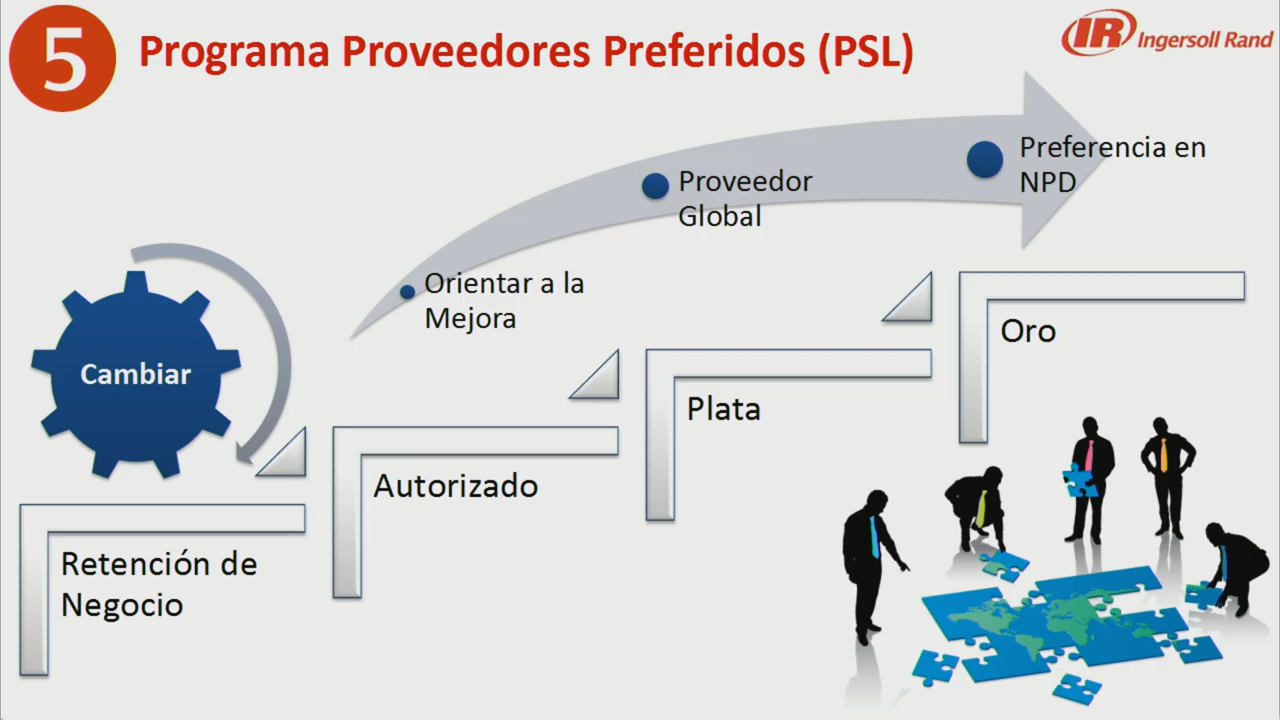 5
Programa Proveedores Preferidos (PSL)
IR Ingersoll Rand
Preferencia en
NPD
Proveedor
Global
Orientar a la
Mejora
Cambiar
Oro
Plata
Autorizado
Retención de
Negocio